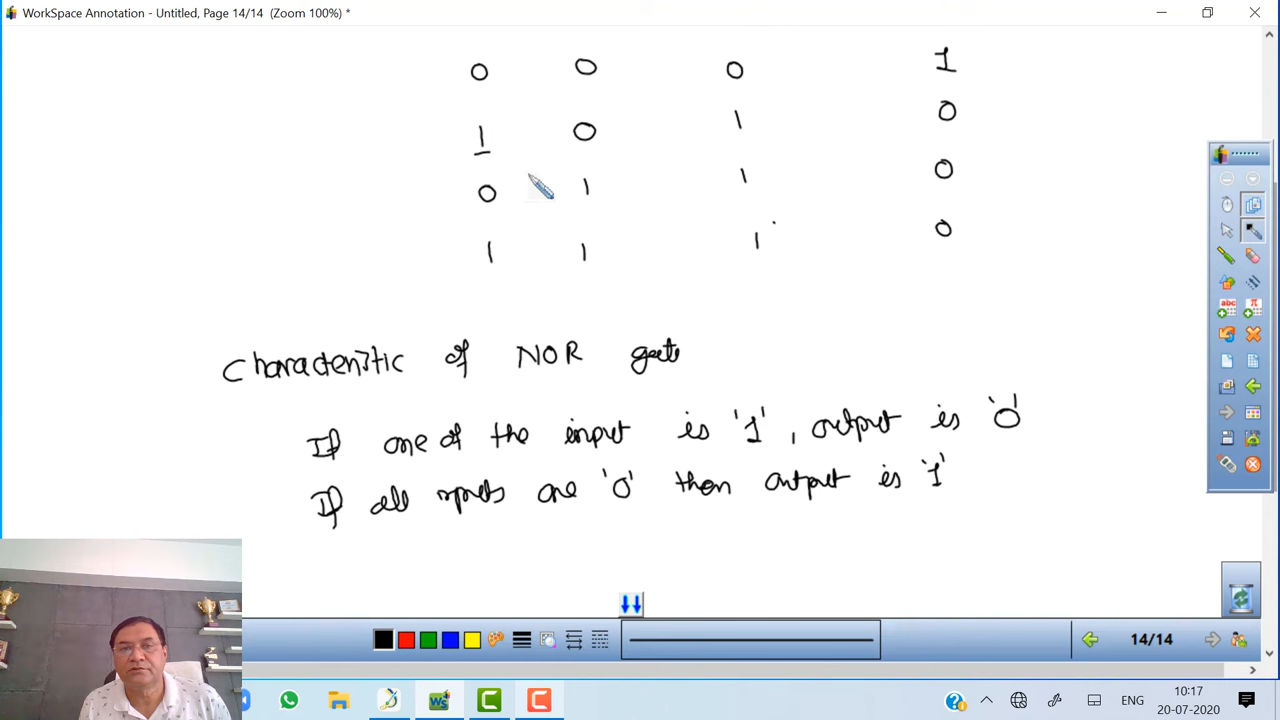 WorkSpace Annotation - Untitled, Page 14/14 (Zoom 100%) *
0 0 0 1
1 0 1 0
0 1 1 0
1 1 1 0
Characteristic of NOR gate
If one of the input is '1', output is '0'
If all inputs are '0' then output is '1'
abc π
14/14
Ws C C ENG 10:17
20-07-2020